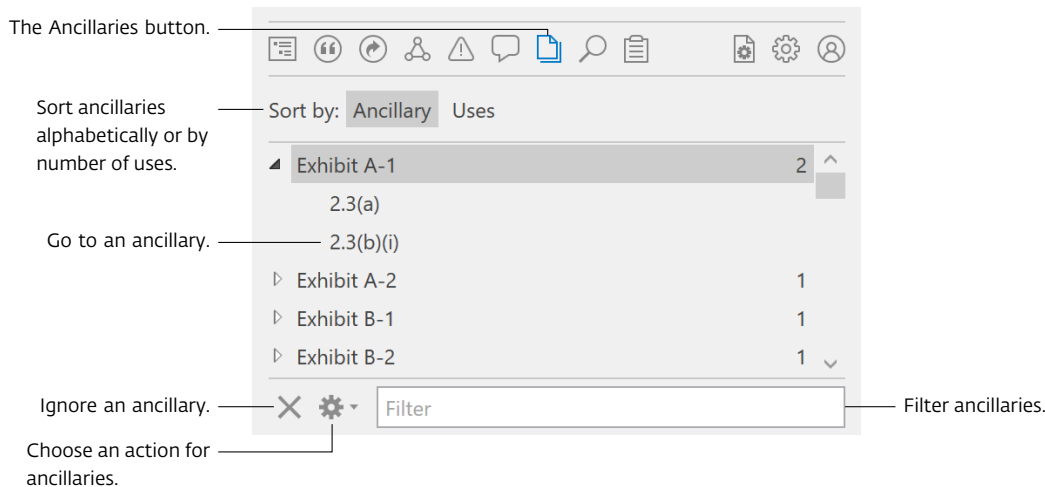 The Ancillaries button.
Sort ancillaries
alphabetically or by
number of uses.
Sort by: Ancillary Uses
Exhibit A-1 2
2.3(a)
Go to an ancillary.
2.3(b)(i)
Exhibit A-2 1
Exhibit B-1 1
Exhibit B-2 1
Ignore an ancillary.
Filter
Filter ancillaries.
Choose an action for
ancillaries.